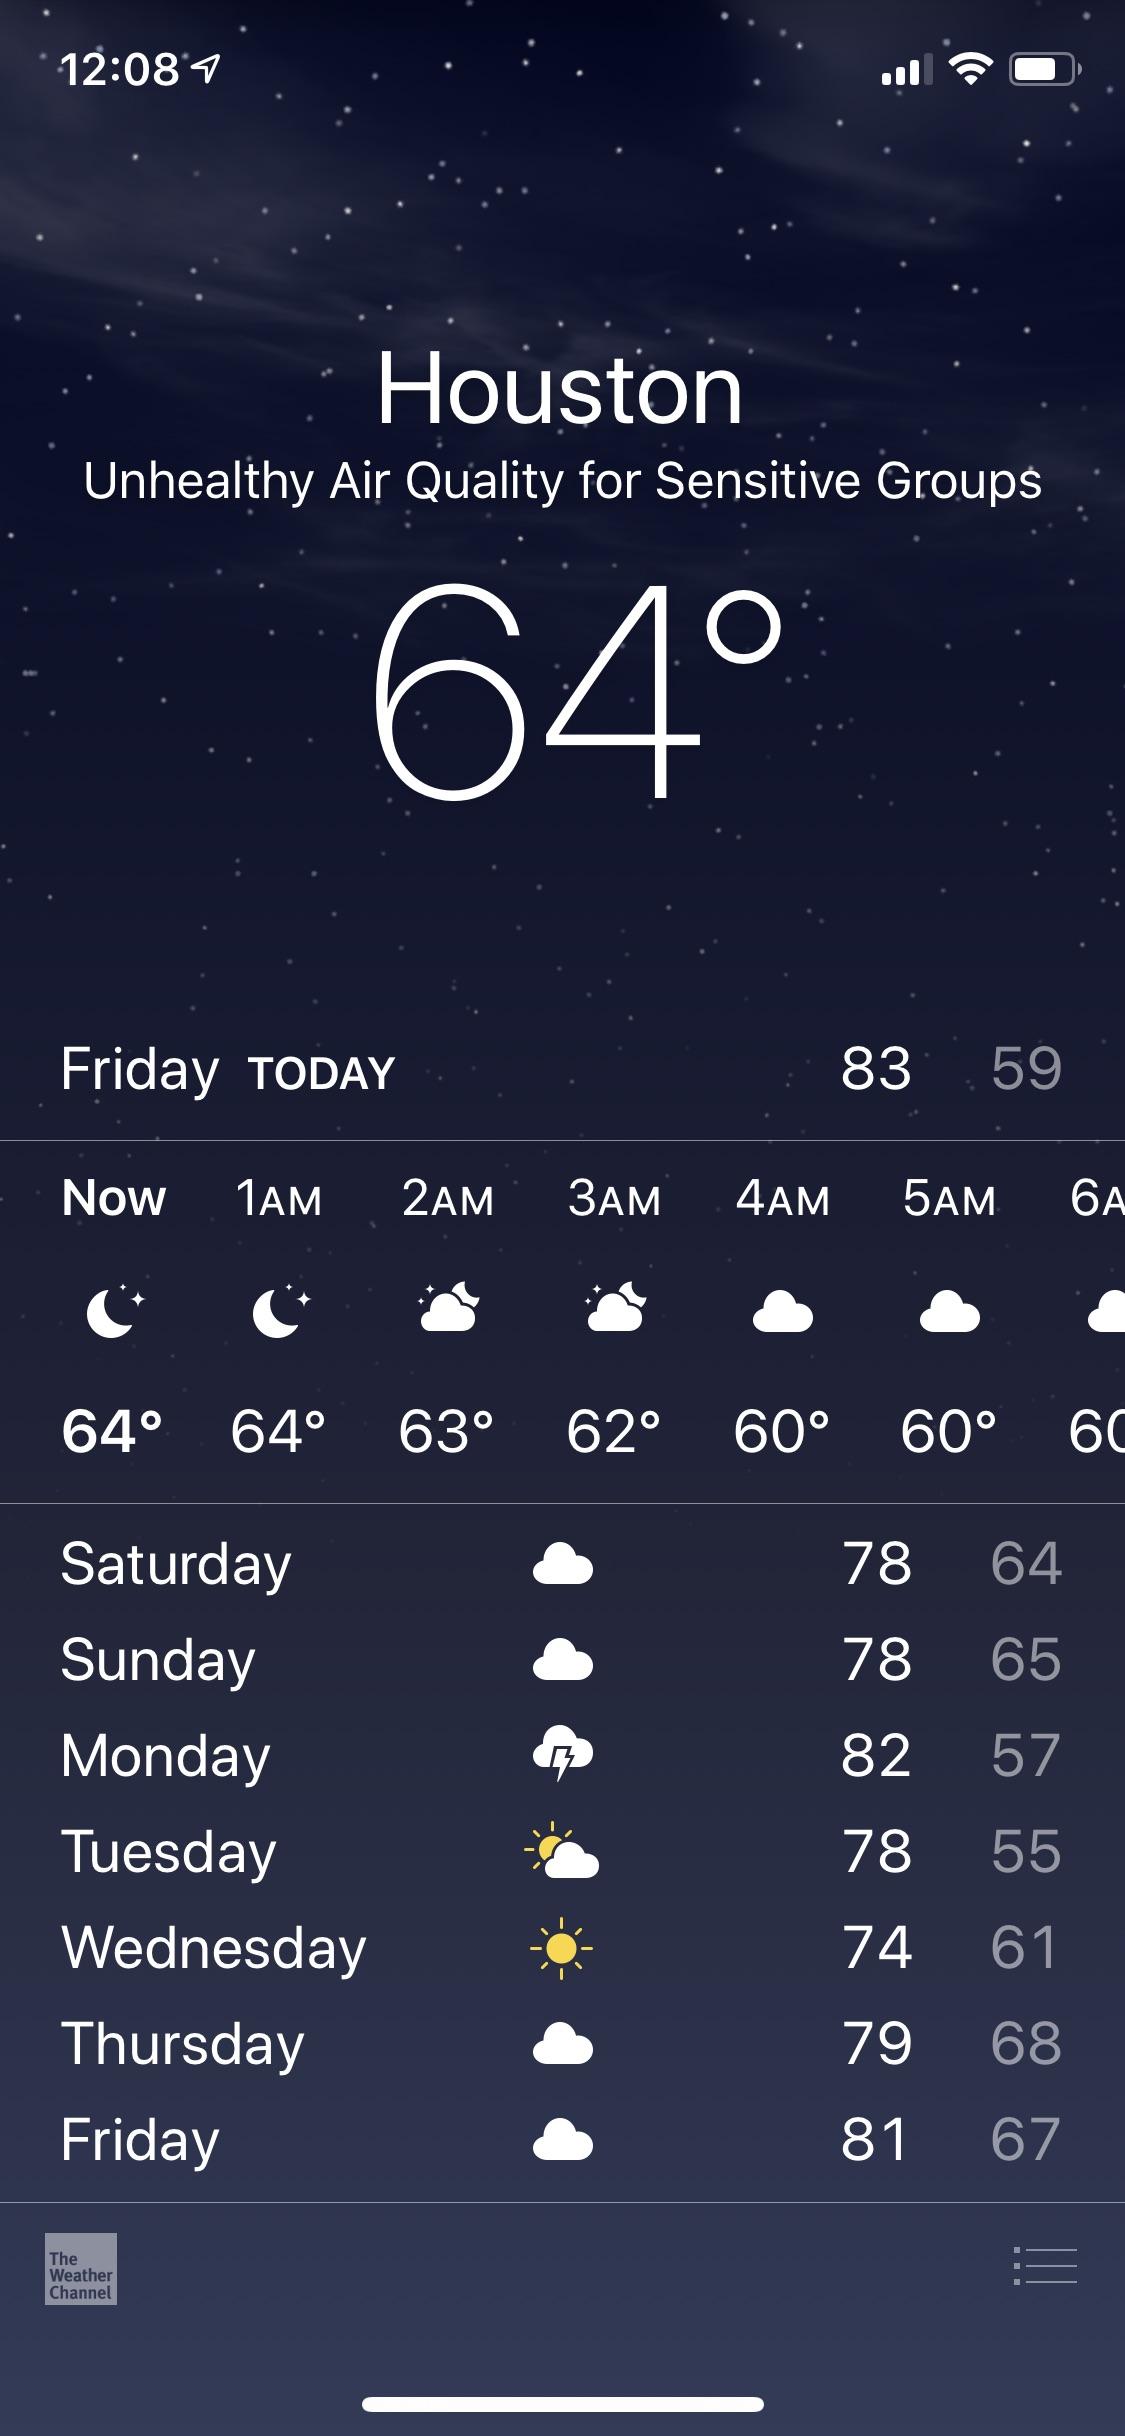 12:08
Houston
Unhealthy Air Quality for Sensitive Groups
64°
Friday TODAY 83 59
Now 1AM 2AM 3AM 4AM 5AM 6A
64° 64° 63° 62° 60° 60° 60
Saturday 78 64
Sunday 78 65
Monday 82 57
Tuesday 78 55
Wednesday 74 61
Thursday 79 68
Friday 81 67
The
Weather
Channel